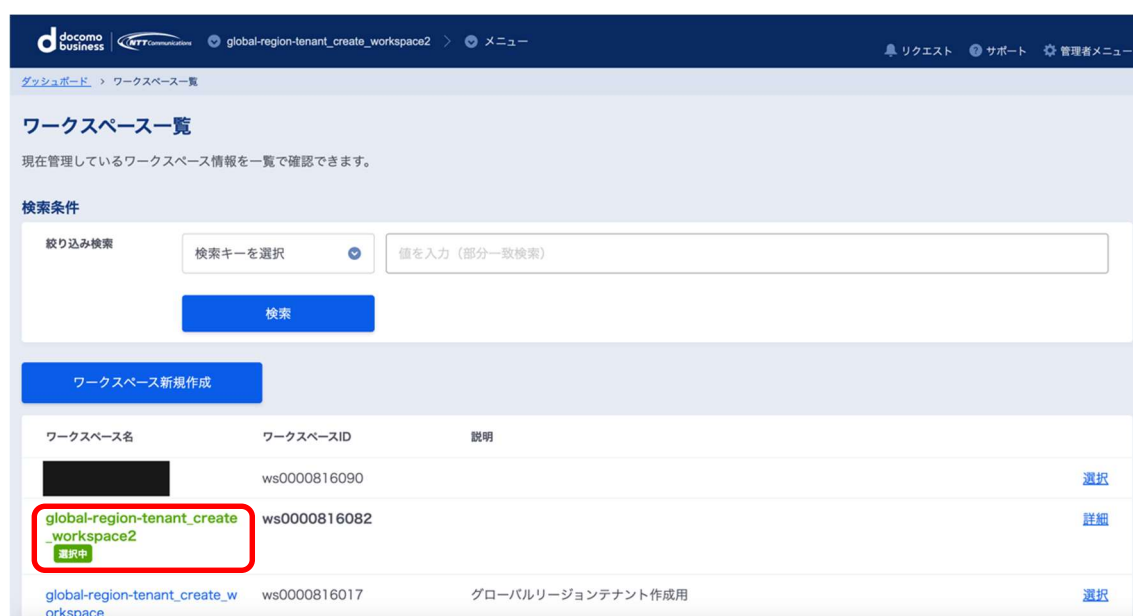 docomo business NTT Communications global-region-tenant_create_workspace2 > メニュー
リクエスト サポート 管理者メニュー
ダッシュボード > ワークスペース一覧
ワークスペース一覧
現在管理しているワークスペース情報を一覧で確認できます。
検索条件
絞り込み検索 検索キーを選択 値を入力（部分一致検索）
検索
ワークスペース新規作成
ワークスペース名 ワークスペースID 説明
ws0000816090 選択
global-region-tenant_create ws0000816082 詳細
_workspace2
選択中
global-region-tenant_create_w ws0000816017 グローバルリージョンテナント作成用 選択
orkspace